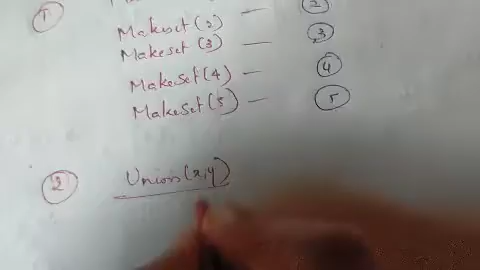 1
MakeSet(2) — 2
MakeSet(3) — 3
MakeSet(4) — 4
MakeSet(5) — 5
2 Union(x,y)